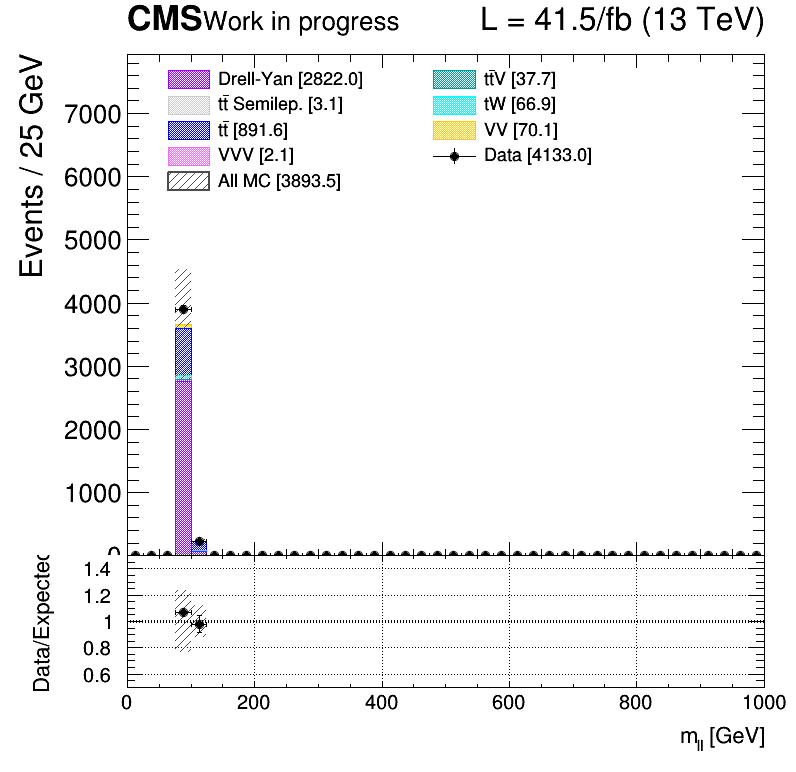 CMS Work in progress L = 41.5/fb (13 TeV)
Events / 25 GeV
Drell-Yan [2822.0]
tt̄ Semilep. [3.1]
tt̄ [891.6]
VVV [2.1]
All MC [3893.5]
tt̄V [37.7]
tW [66.9]
VV [70.1]
Data [4133.0]
7000
6000
5000
4000
3000
2000
1000
0
Data/Expected
1.4
1.2
1
0.8
0.6
0 200 400 600 800 1000
m_ll [GeV]